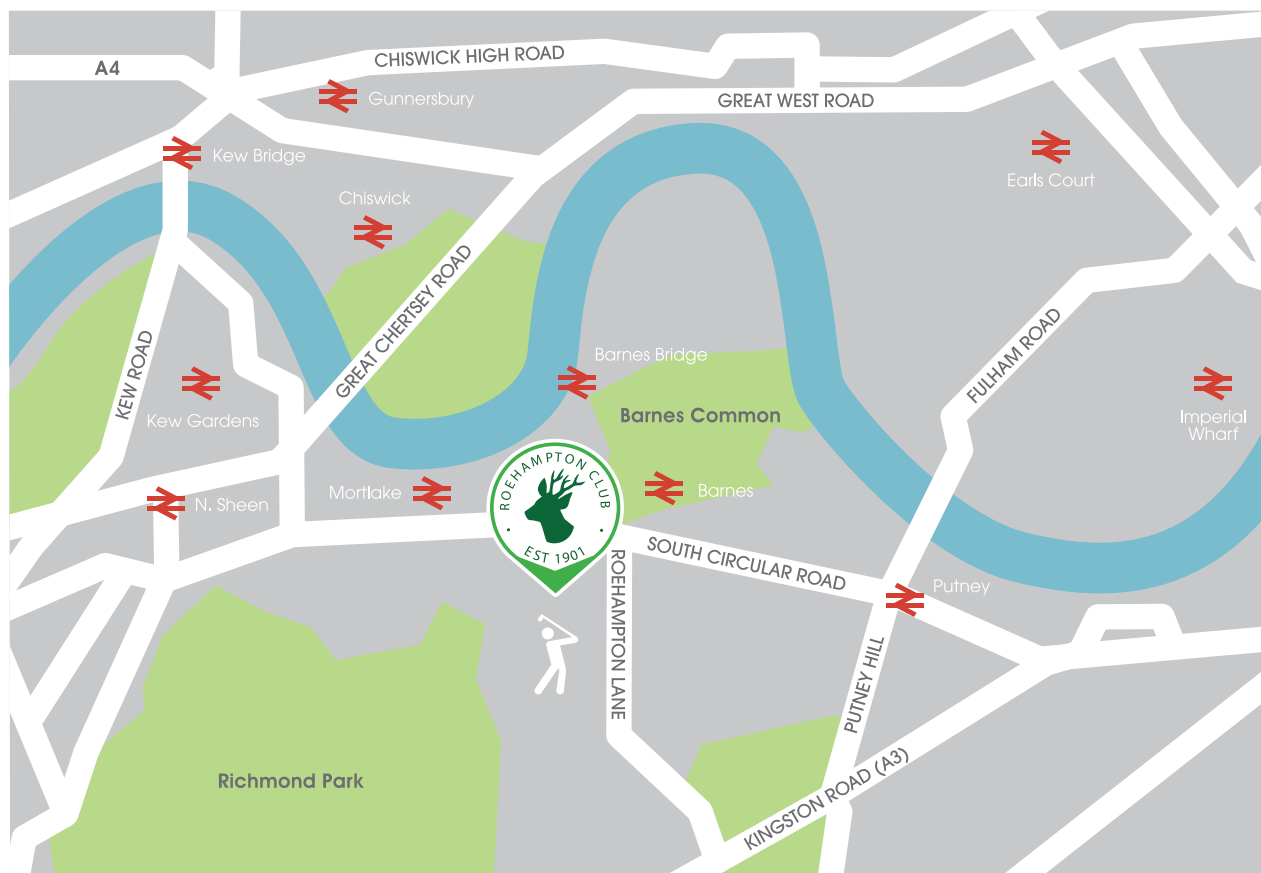 CHISWICK HIGH ROAD
A4
Gunnersbury
GREAT WEST ROAD
Kew Bridge
Earls Court
Chiswick
GREAT CHERTSEY ROAD
FULHAM ROAD
KEW ROAD
Barnes Bridge
Barnes Common
Kew Gardens
Imperial
Wharf
Mortlake
Barnes
N. Sheen
ROEHAMPTON CLUB
EST 1901
SOUTH CIRCULAR ROAD
Putney
ROEHAMPTON LANE
PUTNEY HILL
Richmond Park
KINGSTON ROAD (A3)